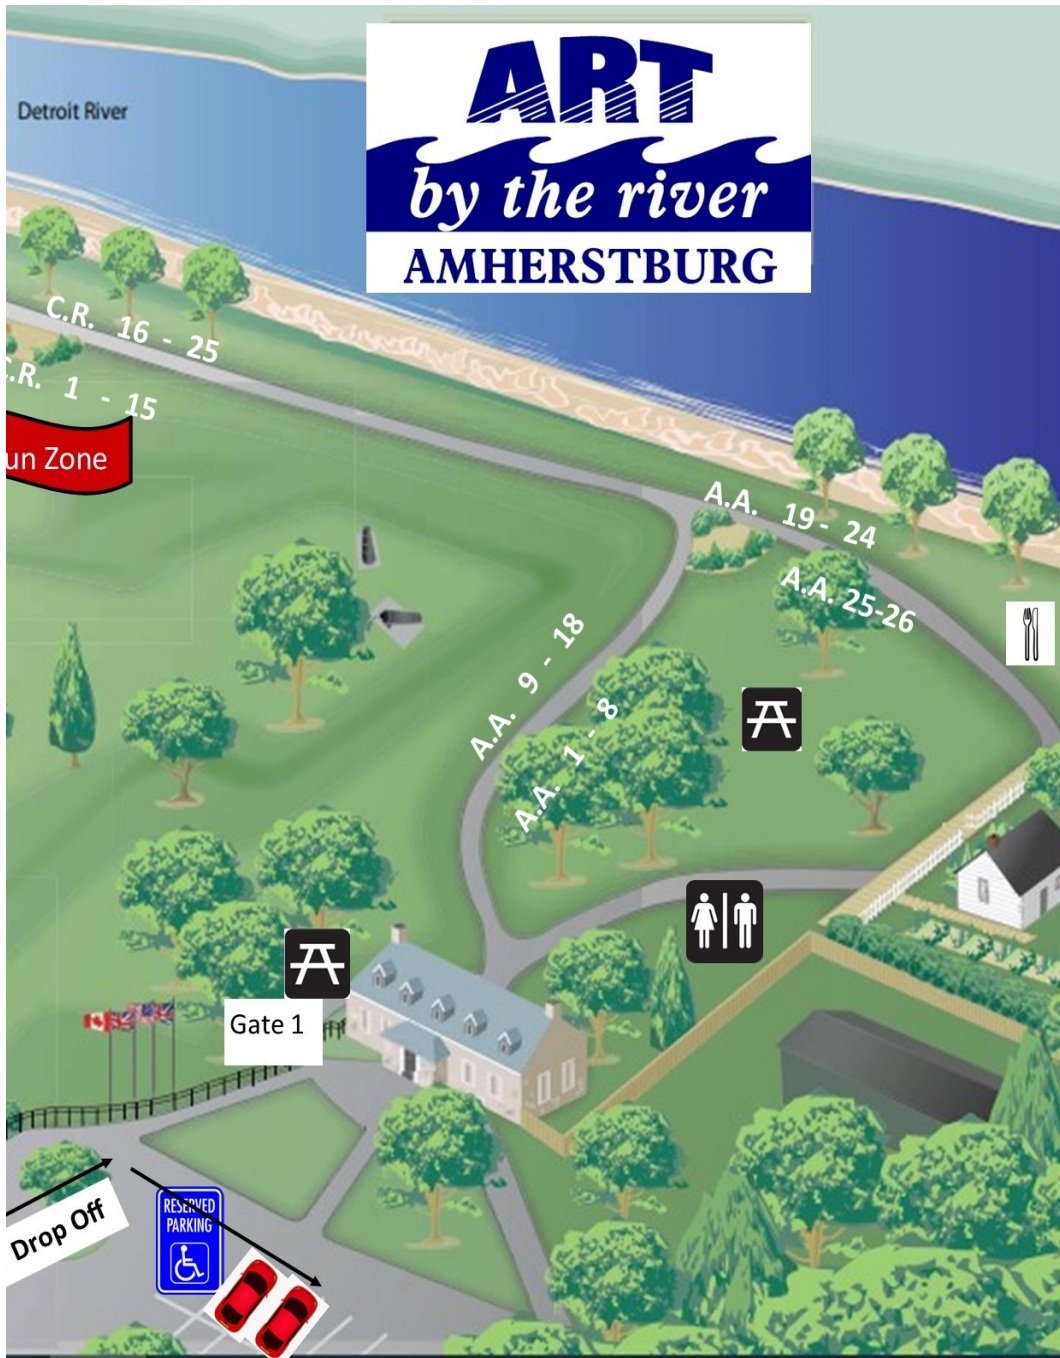 Detroit River
ART
by the river
AMHERSTBURG
C.R. 16 - 25
C.R. 1 - 15
un Zone
A.A. 19 - 24
A.A. 25-26
A.A. 9 - 18
A.A. 1 - 8
Gate 1
Drop Off
RESERVED
PARKING